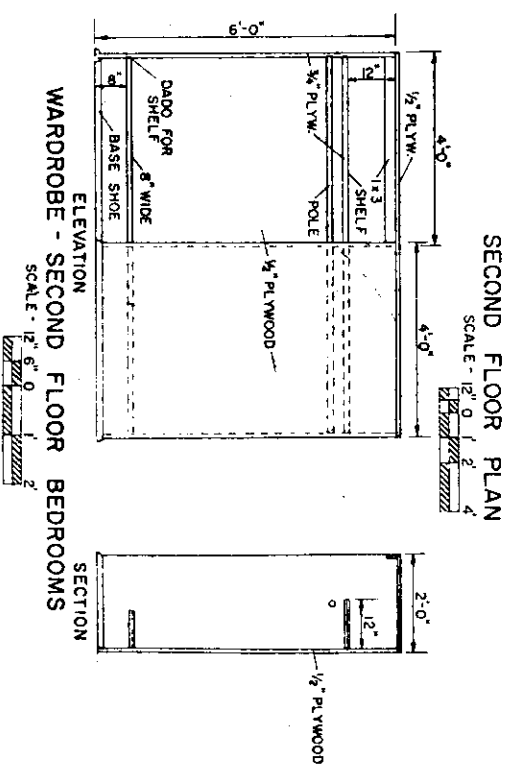 SECOND FLOOR PLAN
SCALE - 12" 0 1' 2' 4'
4'-0"
4'-0"
2'-0"
1/2" PLYW.
12"
1 x 3
SHELF
3/4" PLYW.
POLE
6'-0"
1/2" PLYWOOD
12"
1/2" PLYWOOD
DADO FOR
SHELF
8" WIDE
8"
BASE SHOE
ELEVATION
SECTION
WARDROBE - SECOND FLOOR BEDROOMS
SCALE - 12" 6" 0 1' 2'